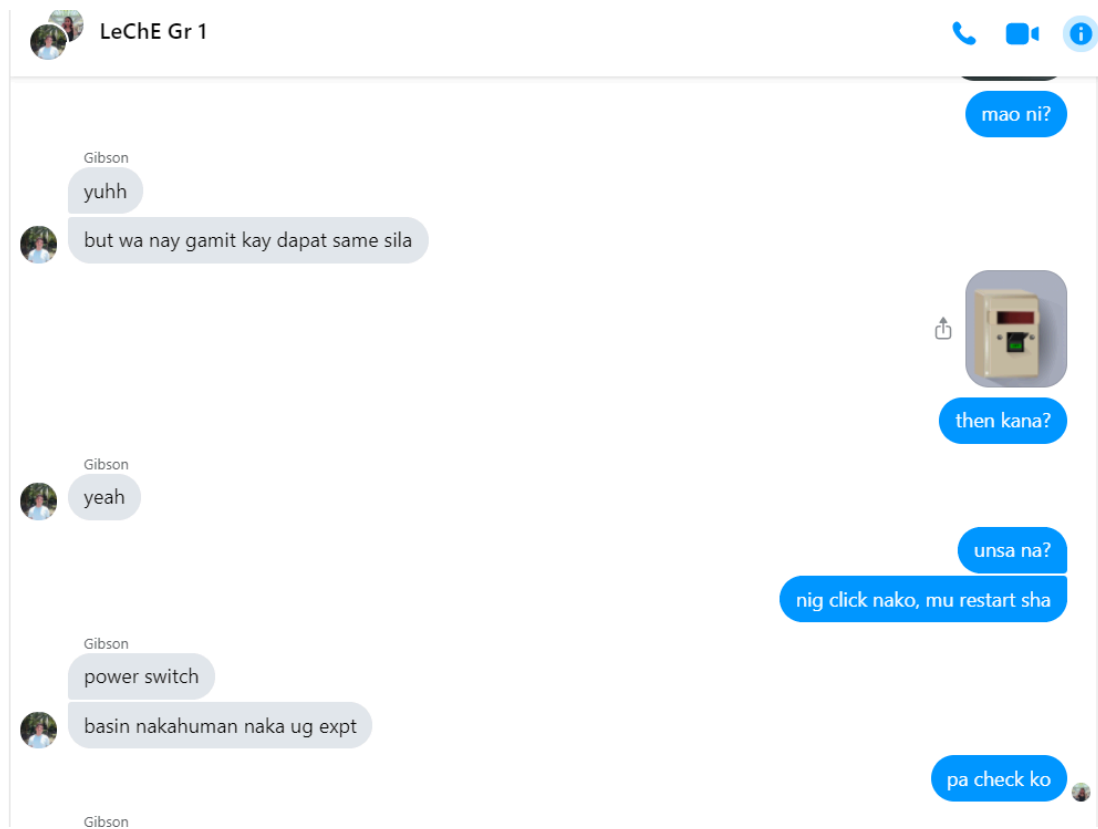 LeChE Gr 1
mao ni?
Gibson
yuhh
but wa nay gamit kay dapat same sila
then kana?
Gibson
yeah
unsa na?
nig click nako, mu restart sha
Gibson
power switch
basin nakahuman naka ug expt
pa check ko
Gibson